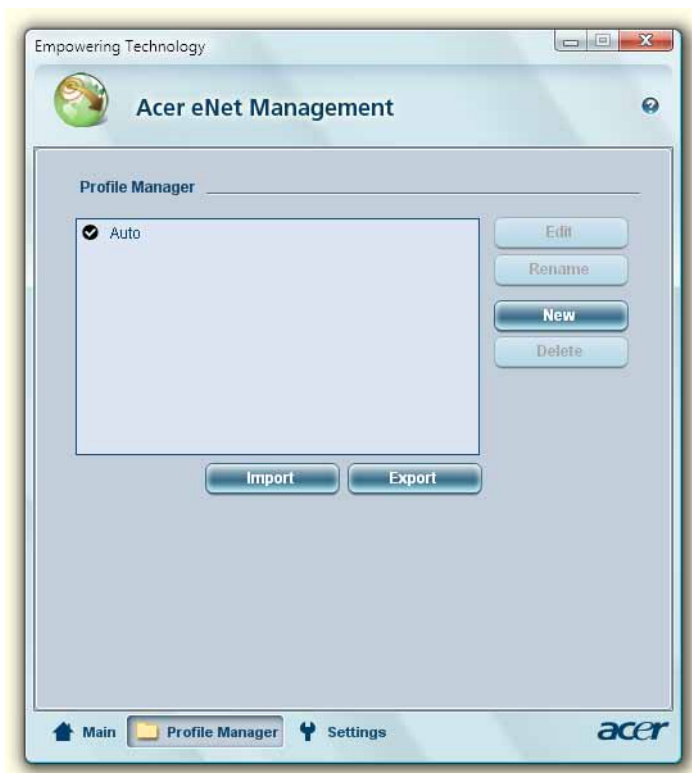 Empowering Technology
Acer eNet Management
Profile Manager
Auto
Edit
Rename
New
Delete
Import Export
Main Profile Manager Settings acer